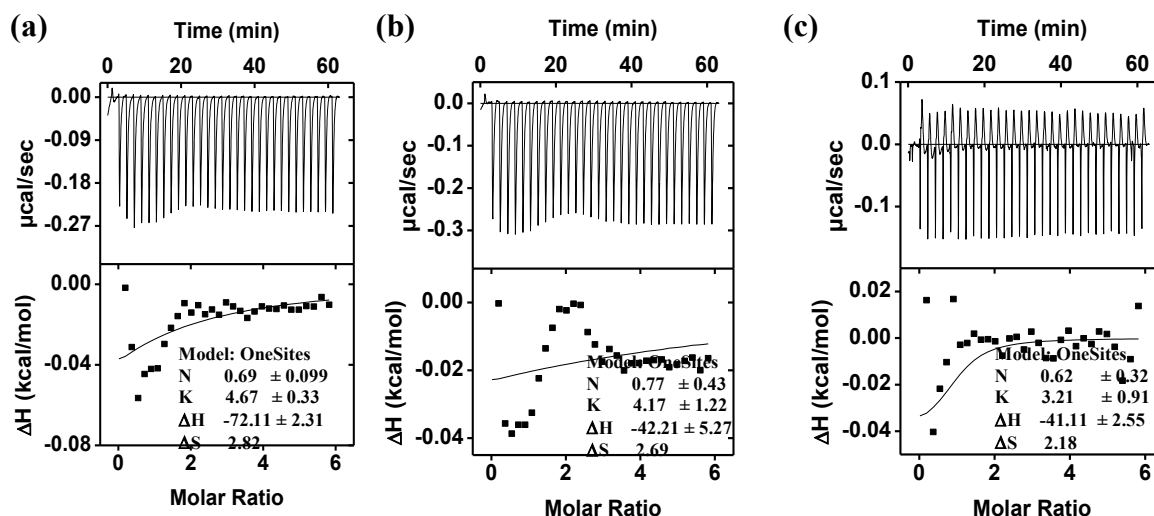 (a)
Time (min)
0 20 40 60
0.00
-0.09
-0.18
-0.27
µcal/sec
0.00
-0.04
-0.08
ΔH (kcal/mol)
Model: OneSites
N 0.69 ± 0.099
K 4.67 ± 0.33
ΔH -72.11 ± 2.31
ΔS 2.82
0 2 4 6
Molar Ratio
(b)
Time (min)
0 20 40 60
0.0
-0.1
-0.2
-0.3
µcal/sec
0.00
-0.02
-0.04
ΔH (kcal/mol)
Model: OneSites
N 0.77 ± 0.43
K 4.17 ± 1.22
ΔH -42.21 ± 5.27
ΔS 2.69
0 2 4 6
Molar Ratio
(c)
Time (min)
0 20 40 60
0.1
0.0
-0.1
µcal/sec
0.02
0.00
-0.02
-0.04
ΔH (kcal/mol)
Model: OneSites
N 0.62 ± 0.32
K 3.21 ± 0.91
ΔH -41.11 ± 2.55
ΔS 2.18
0 2 4 6
Molar Ratio